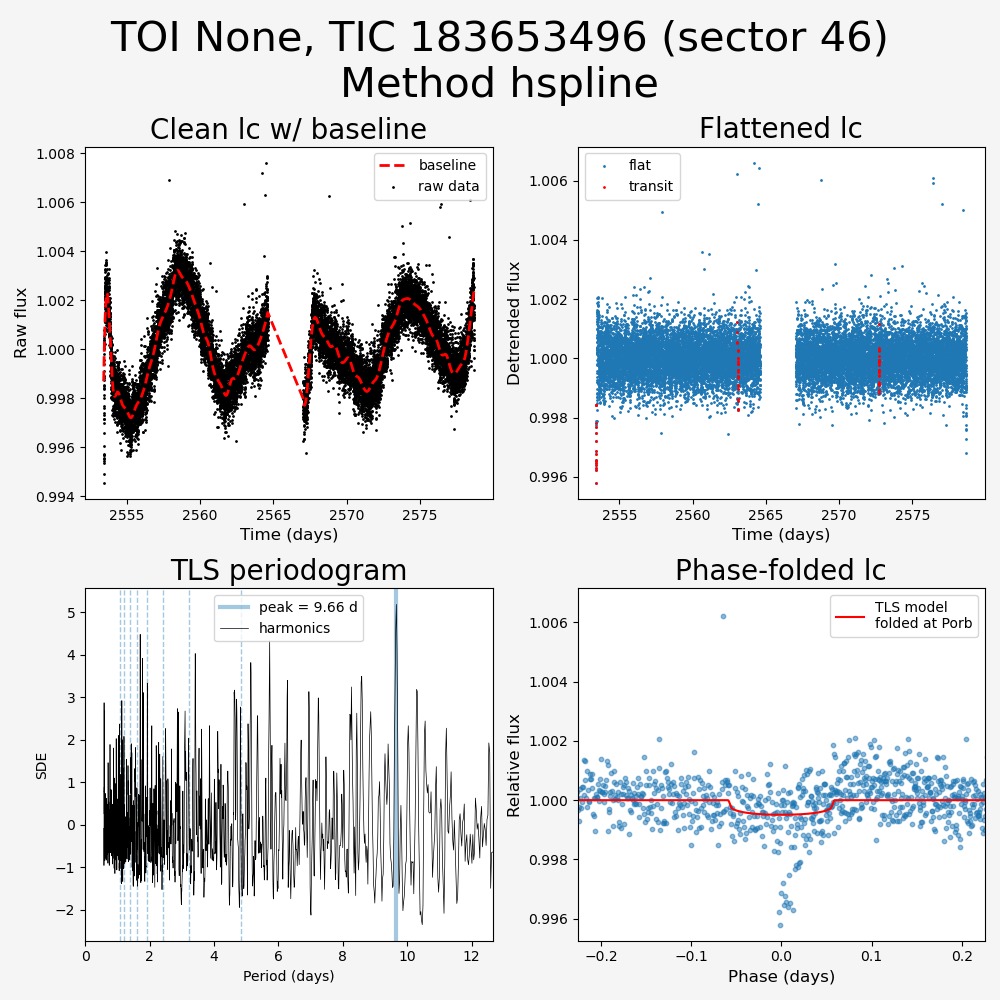 TOI None, TIC 183653496 (sector 46)
Method hspline
Clean lc w/ baseline
Flattened lc
baseline
raw data
flat
transit
1.008
1.006
1.004
1.002
1.000
0.998
0.996
0.994
Raw flux
2555
2560
2565
2570
2575
Time (days)
1.006
1.004
1.002
1.000
0.998
0.996
Detrended flux
2555
2560
2565
2570
2575
Time (days)
TLS periodogram
Phase-folded lc
peak = 9.66 d
harmonics
TLS model
folded at Porb
5
4
3
2
1
0
−1
−2
SDE
0
2
4
6
8
10
12
Period (days)
1.006
1.004
1.002
1.000
0.998
0.996
Relative flux
−0.2
−0.1
0.0
0.1
0.2
Phase (days)